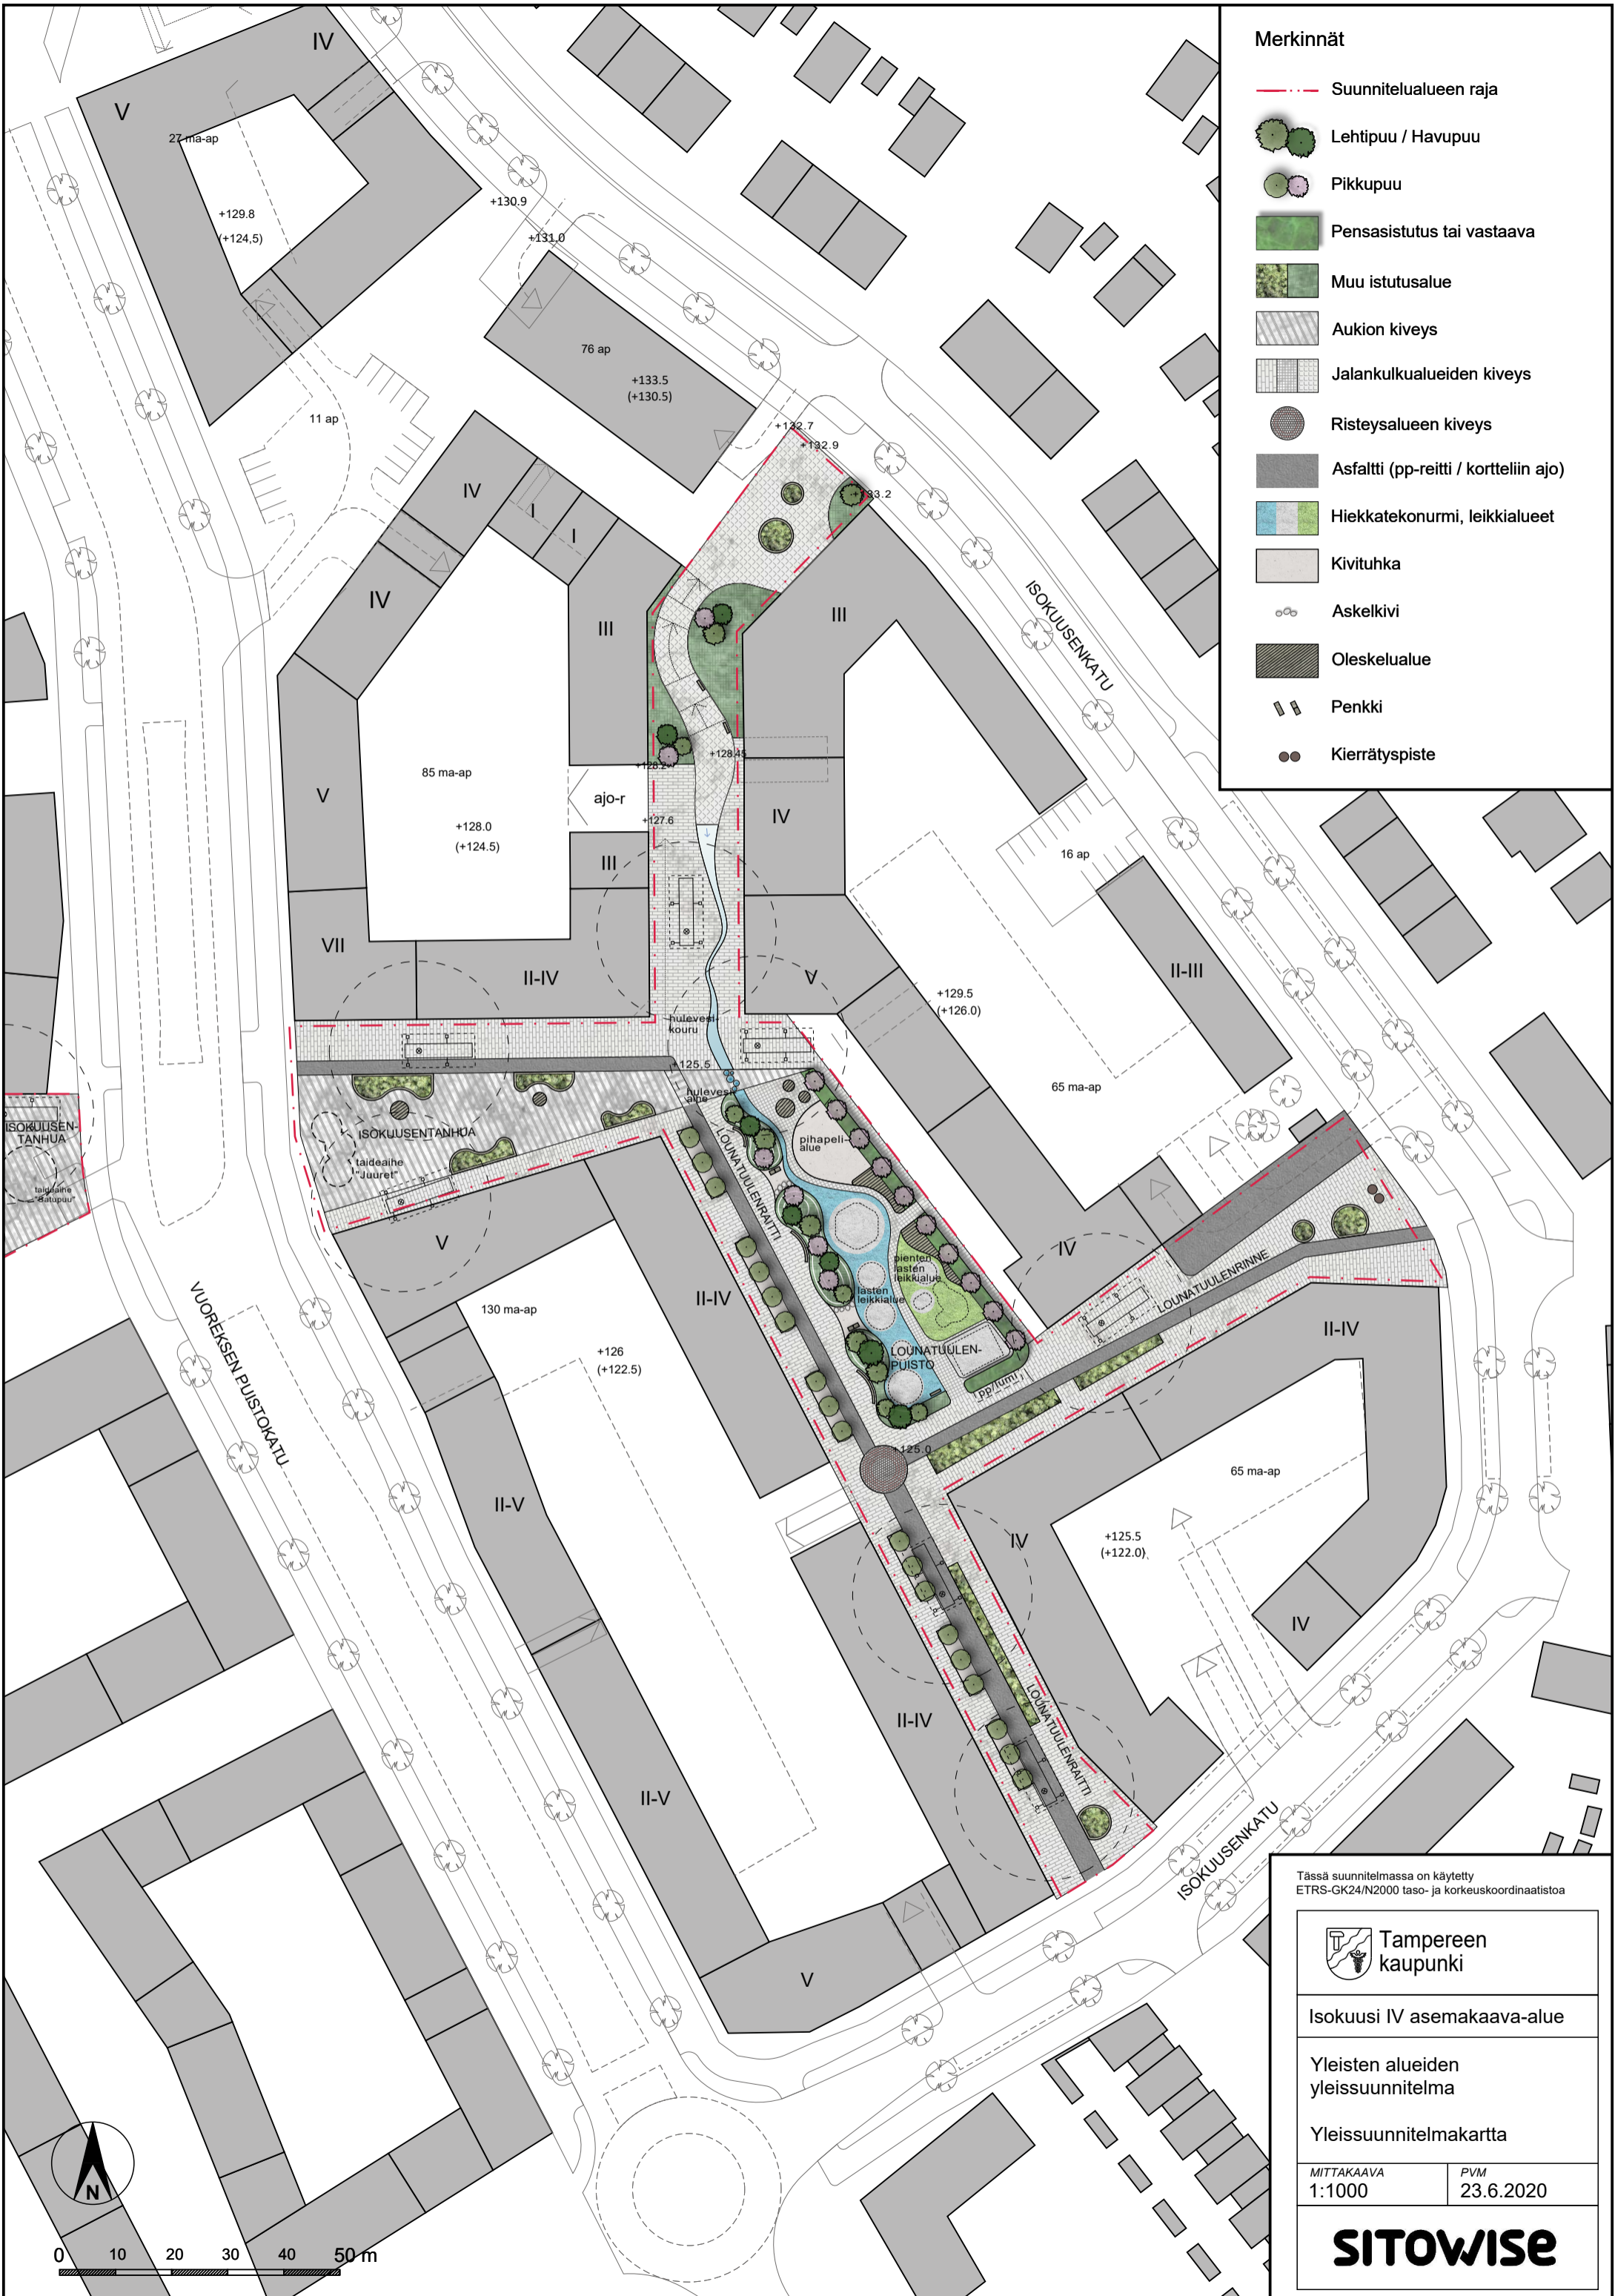 Merkinnät
Suunnitelualueen raja
Lehtipuu / Havupuu
Pikkupuu
Pensasistutus tai vastaava
Muu istutusalue
Aukion kiveys
Jalankulkualueiden kiveys
Risteysalueen kiveys
Asfaltti (pp-reitti / kortteliin ajo)
Hiekkatekonurmi, leikkialueet
Kivituhka
Askelkivi
Oleskelualue
Penkki
Kierrätyspiste
IV
V
27 ma-ap
+129.8
(+124,5)
+130.9
+131.0
76 ap
+133.5
(+130.5)
11 ap
+132.7
+132.9
+133.2
IV
I
I
IV
III
III
ISOKUUSENKATU
V
85 ma-ap
+128.0
(+124.5)
ajo-r
+128.2
+128.45
+127.6
IV
III
16 ap
VII
II-IV
V
II-III
+129.5
(+126.0)
65 ma-ap
hulevesi-
kouru
+125.5
hulevesi-
aihe
ISOKUUSEN-
TANHUA
taideaihe
"Satupuu"
ISOKUUSENTANHUA
taideaihe
"Juuret"
LOUNATUULENRAITTI
pihapeli-
alue
pienten
lasten
leikkialue
lasten
leikkialue
LOUNATUULEN-
PUISTO
pp/lumi
V
II-IV
IV
LOUNATUULENRINNE
II-IV
130 ma-ap
+126
(+122.5)
VUOREKSEN PUISTOKATU
+125.0
65 ma-ap
+125.5
(+122.0)
II-V
IV
IV
II-IV
LOUNATUULENRAITTI
II-V
V
ISOKUUSENKATU
N
0 10 20 30 40 50 m
Tässä suunnitelmassa on käytetty
ETRS-GK24/N2000 taso- ja korkeuskoordinaatistoa
Tampereen
kaupunki
Isokuusi IV asemakaava-alue
Yleisten alueiden
yleissuunnitelma
Yleissuunnitelmakartta
MITTAKAAVA
1:1000
PVM
23.6.2020
SITOWISE